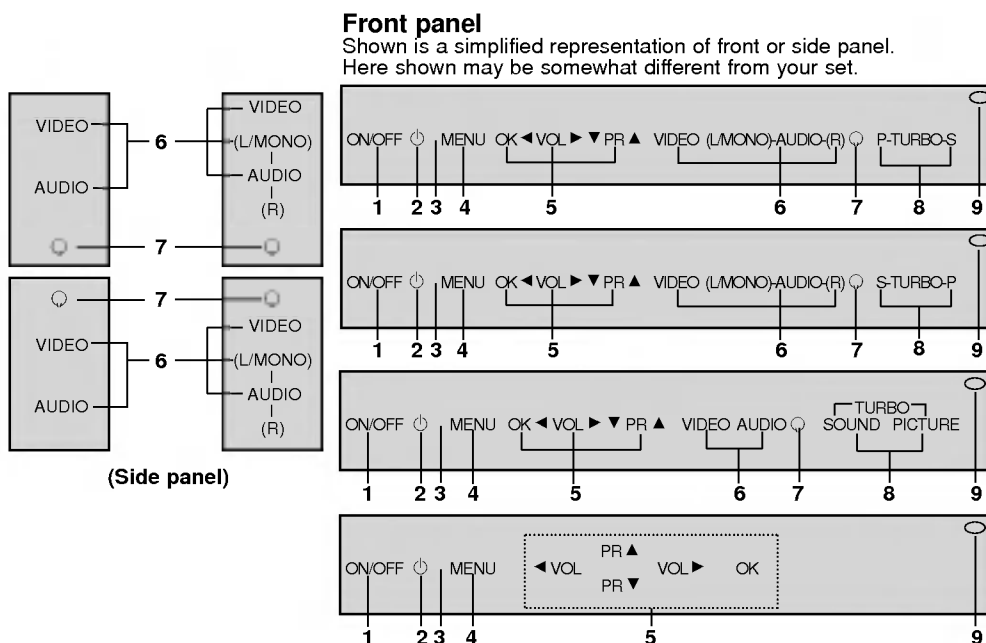 Front panel
Shown is a simplified representation of front or side panel.
Here shown may be somewhat different from your set.
VIDEO
AUDIO
6
VIDEO
(L/MONO)
AUDIO
(R)
7
7
VIDEO
AUDIO
6
VIDEO
(L/MONO)
AUDIO
(R)
(Side panel)
ON/OFF MENU OK ◄ VOL ► ▼ PR ▲ VIDEO (L/MONO)-AUDIO-(R) P-TURBO-S
1 2 3 4 5 6 7 8 9
ON/OFF MENU OK ◄ VOL ► ▼ PR ▲ VIDEO (L/MONO)-AUDIO-(R) S-TURBO-P
1 2 3 4 5 6 7 8 9
TURBO
ON/OFF MENU OK ◄ VOL ► ▼ PR ▲ VIDEO AUDIO SOUND PICTURE
1 2 3 4 5 6 7 8 9
PR ▲
ON/OFF MENU ◄ VOL VOL ► OK
PR ▼
1 2 3 4 5 9